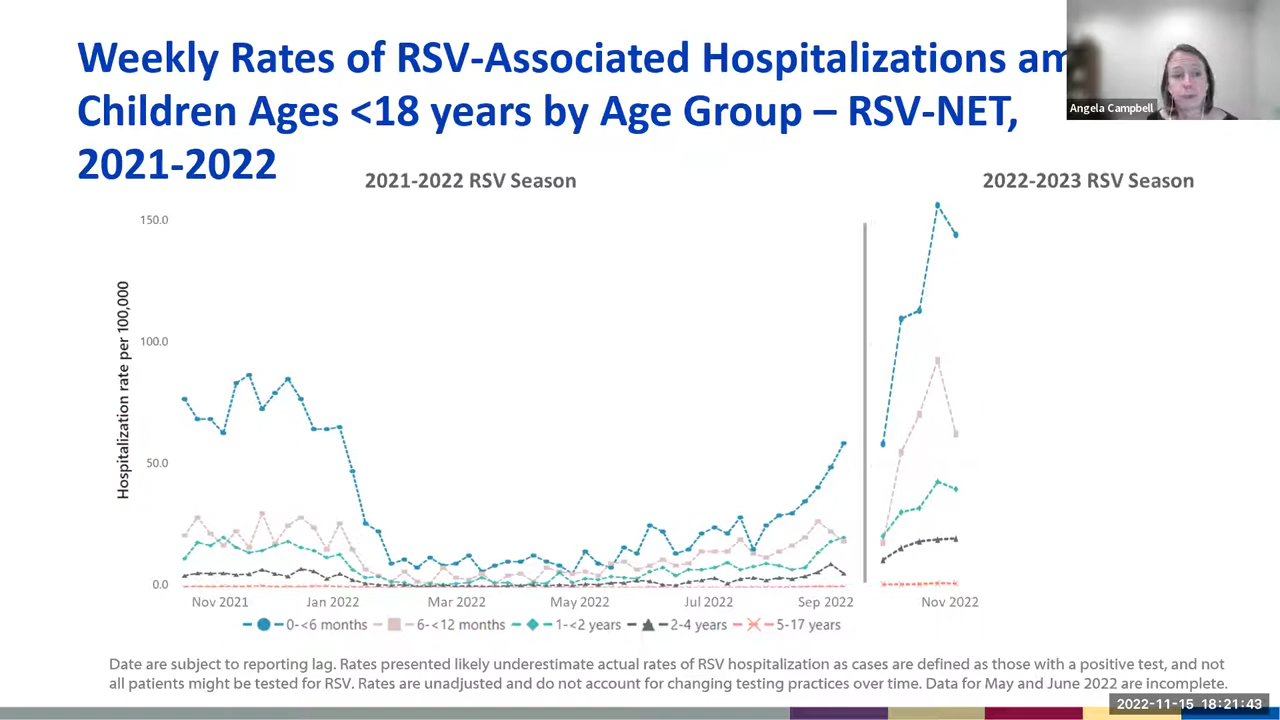 Weekly Rates of RSV-Associated Hospitalizations am
Children Ages <18 years by Age Group – RSV-NET,
2021-2022
Angela Campbell
2021-2022 RSV Season
2022-2023 RSV Season
Hospitalization rate per 100,000
150.0
100.0
50.0
0.0
Nov 2021 Jan 2022 Mar 2022 May 2022 Jul 2022 Sep 2022 Nov 2022
0-<6 months 6-<12 months 1-<2 years 2-4 years 5-17 years
Date are subject to reporting lag. Rates presented likely underestimate actual rates of RSV hospitalization as cases are defined as those with a positive test, and not
all patients might be tested for RSV. Rates are unadjusted and do not account for changing testing practices over time. Data for May and June 2022 are incomplete.
2022-11-15 18:21:43